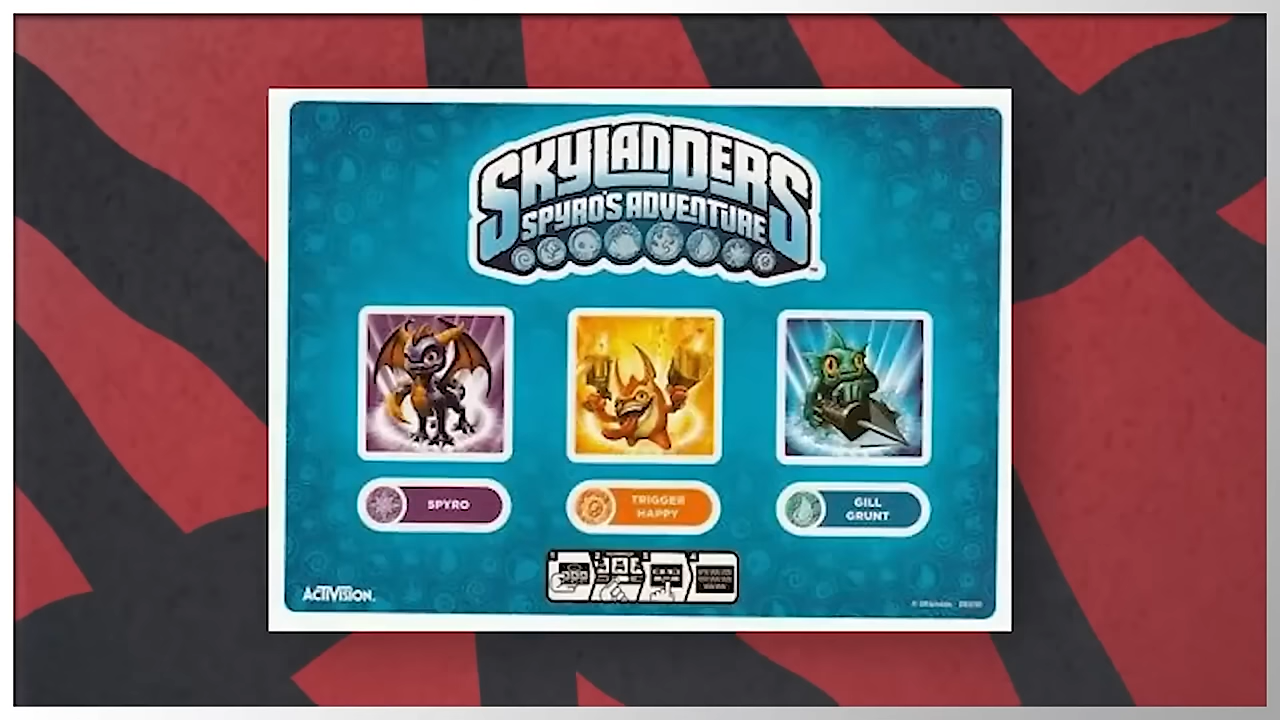 SKYLANDERS
SPYRO'S ADVENTURE
SPYRO
TRIGGER
HAPPY
GILL
GRUNT
ACTIVISION